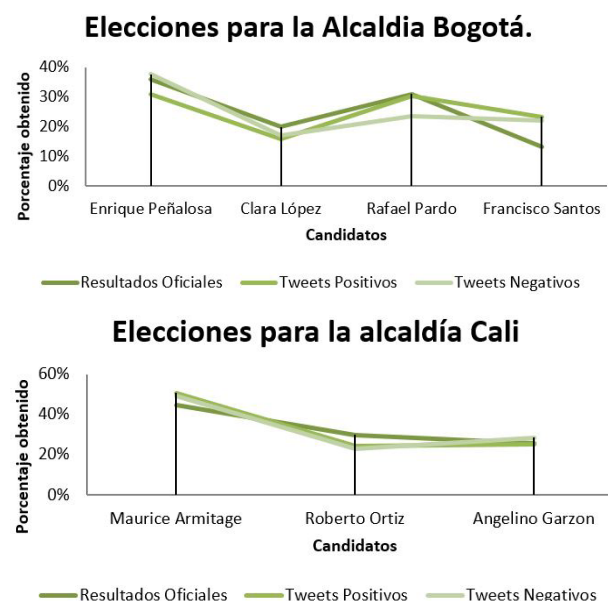 Elecciones para la Alcaldia Bogotá.
Porcentaje obtenido
40%
30%
20%
10%
0%
Enrique Peñalosa Clara López Rafael Pardo Francisco Santos
Candidatos
Resultados Oficiales Tweets Positivos Tweets Negativos
Elecciones para la alcaldía Cali
Porcentaje obtenido
60%
40%
20%
0%
Maurice Armitage Roberto Ortiz Angelino Garzon
Candidatos
Resultados Oficiales Tweets Positivos Tweets Negativos